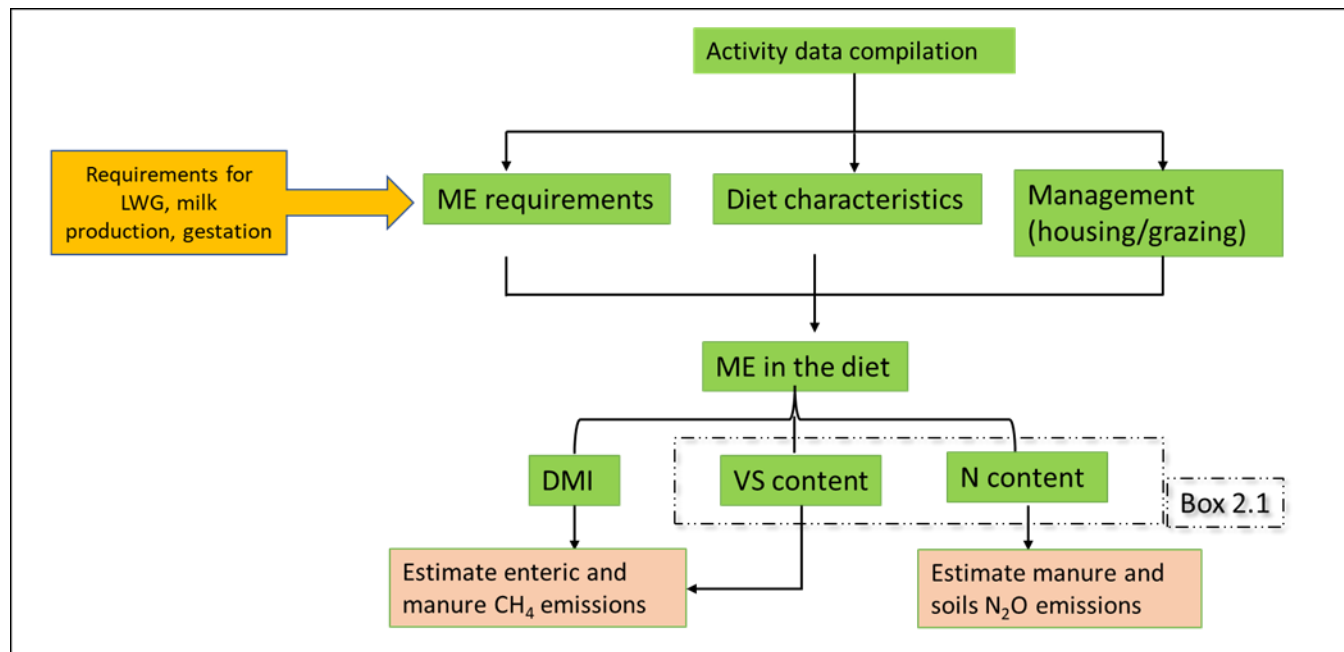 Activity data compilation
Requirements for
LWG, milk
production, gestation
ME requirements
Diet characteristics
Management
(housing/grazing)
ME in the diet
DMI
VS content
N content
Box 2.1
Estimate enteric and
manure CH₄ emissions
Estimate manure and
soils N₂O emissions